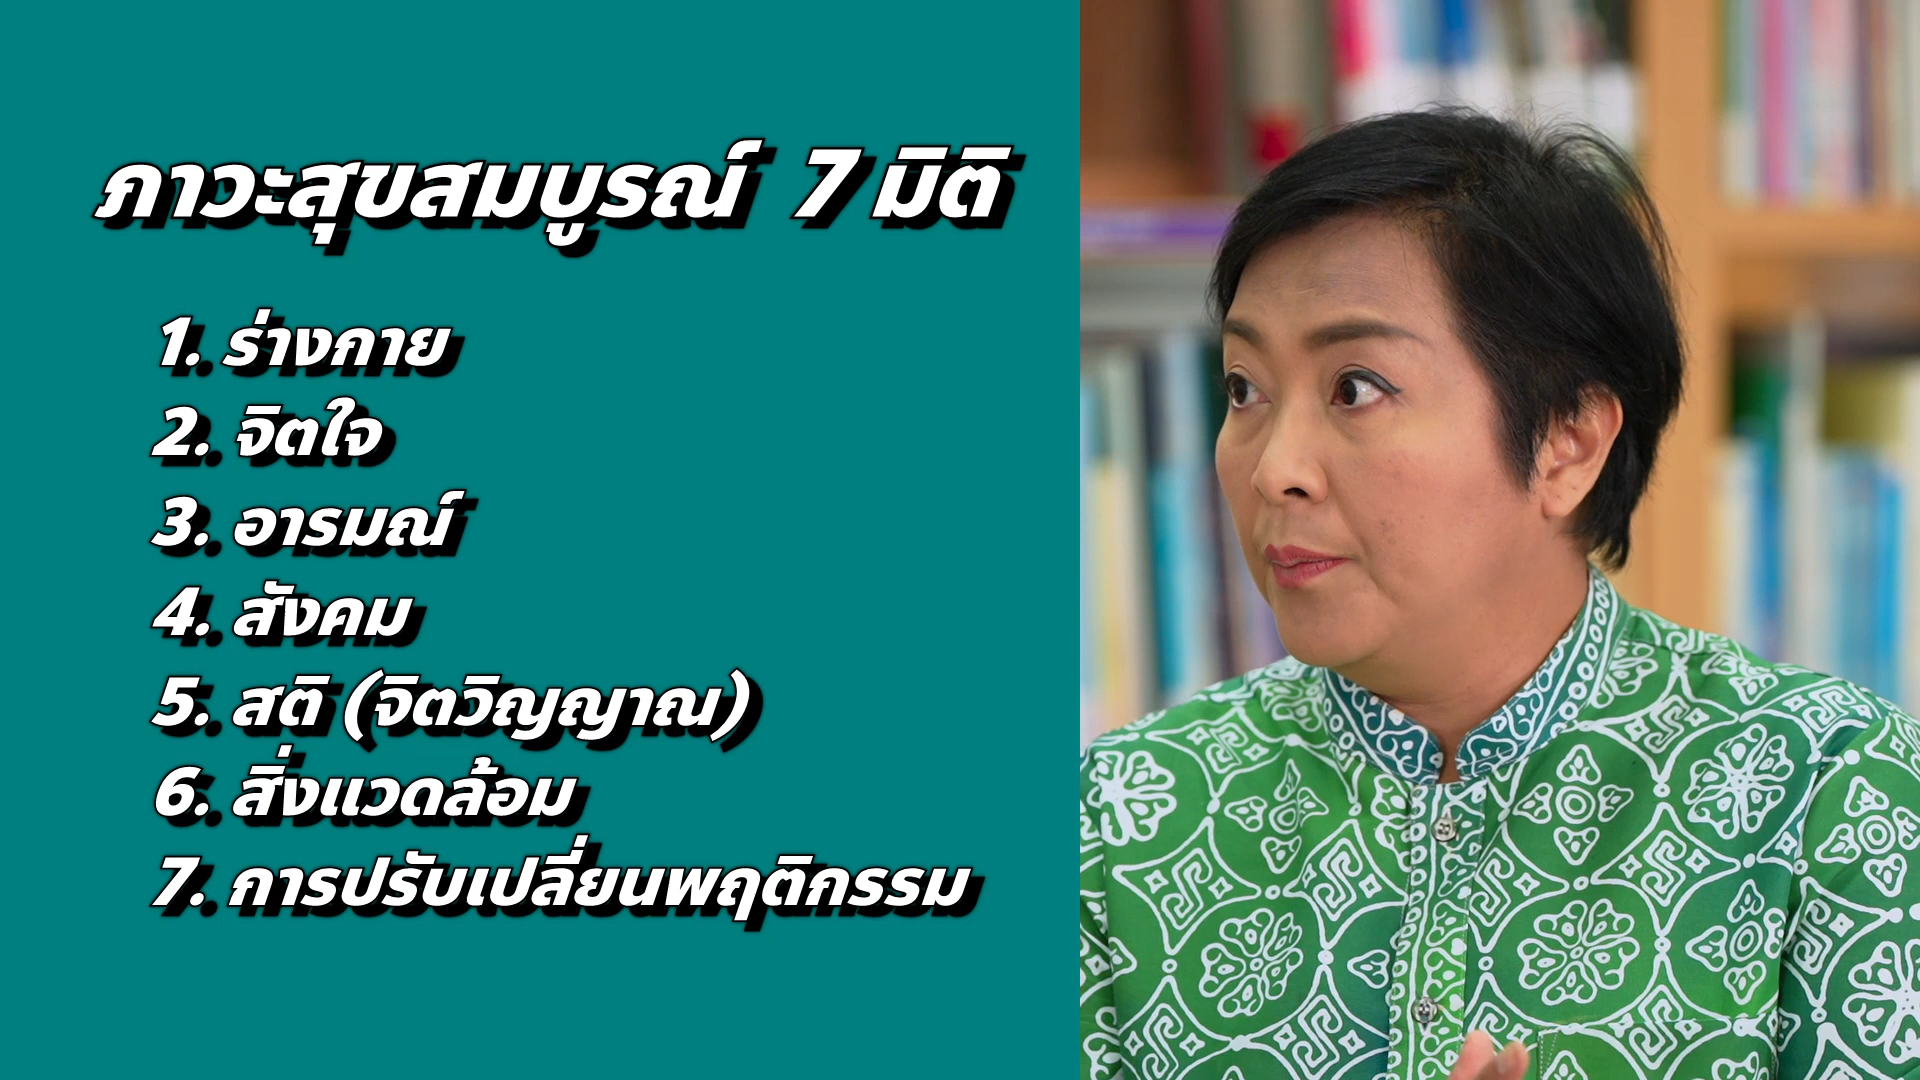 ภาวะสุขสมบูรณ์ 7 มิติ
1. ร่างกาย
2. จิตใจ
3. อารมณ์
4. สังคม
5. สติ (จิตวิญญาณ)
6. สิ่งแวดล้อม
7. การปรับเปลี่ยนพฤติกรรม